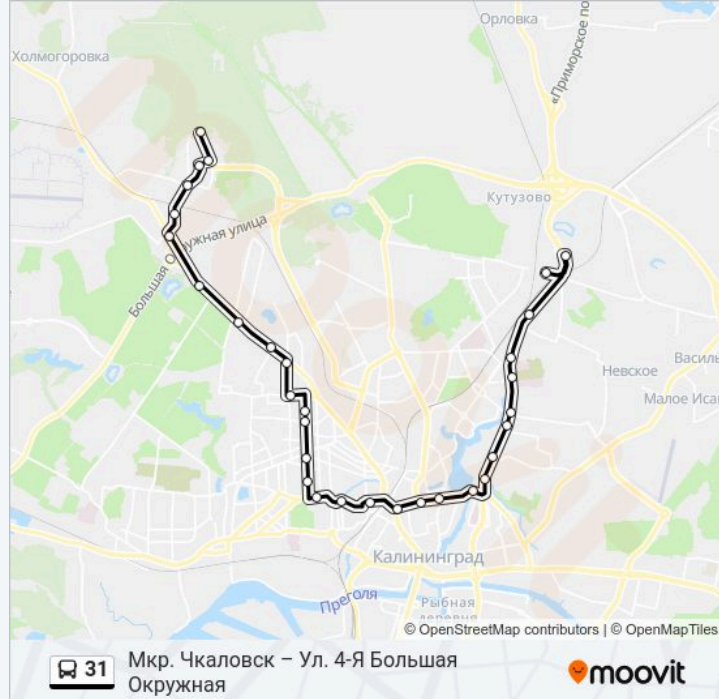 Орловка
Холмогоровка
«Приморское по
Кутузово
Большая Окружная улица
Невское
Василь
Малое Иса
Калининград
Преголя
Рыбная
деревня
© OpenStreetMap contributors | © OpenMapTiles
31
Мкр. Чкаловск – Ул. 4-Я Большая
Окружная
moovit